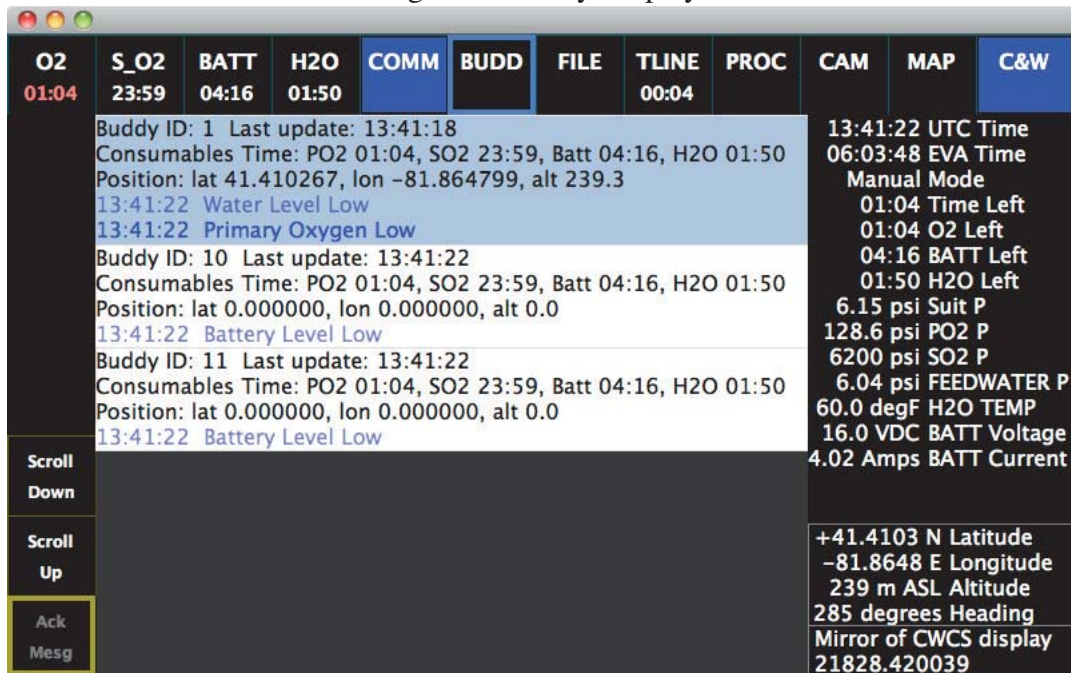 O2 S_O2 BATT H2O COMM BUDD FILE TLINE PROC CAM MAP C&W
01:04 23:59 04:16 01:50 00:04
Buddy ID: 1 Last update: 13:41:18
Consumables Time: PO2 01:04, SO2 23:59, Batt 04:16, H2O 01:50
Position: lat 41.410267, lon -81.864799, alt 239.3
13:41:22 Water Level Low
13:41:22 Primary Oxygen Low
Buddy ID: 10 Last update: 13:41:22
Consumables Time: PO2 01:04, SO2 23:59, Batt 04:16, H2O 01:50
Position: lat 0.000000, lon 0.000000, alt 0.0
13:41:22 Battery Level Low
Buddy ID: 11 Last update: 13:41:22
Consumables Time: PO2 01:04, SO2 23:59, Batt 04:16, H2O 01:50
Position: lat 0.000000, lon 0.000000, alt 0.0
13:41:22 Battery Level Low
Scroll
Down
Scroll
Up
Ack
Mesg
13:41:22 UTC Time
06:03:48 EVA Time
Manual Mode
01:04 Time Left
01:04 O2 Left
04:16 BATT Left
01:50 H2O Left
6.15 psi Suit P
128.6 psi PO2 P
6200 psi SO2 P
6.04 psi FEEDWATER P
60.0 degF H2O TEMP
16.0 VDC BATT Voltage
4.02 Amps BATT Current
+41.4103 N Latitude
-81.8648 E Longitude
239 m ASL Altitude
285 degrees Heading
Mirror of CWCS display
21828.420039